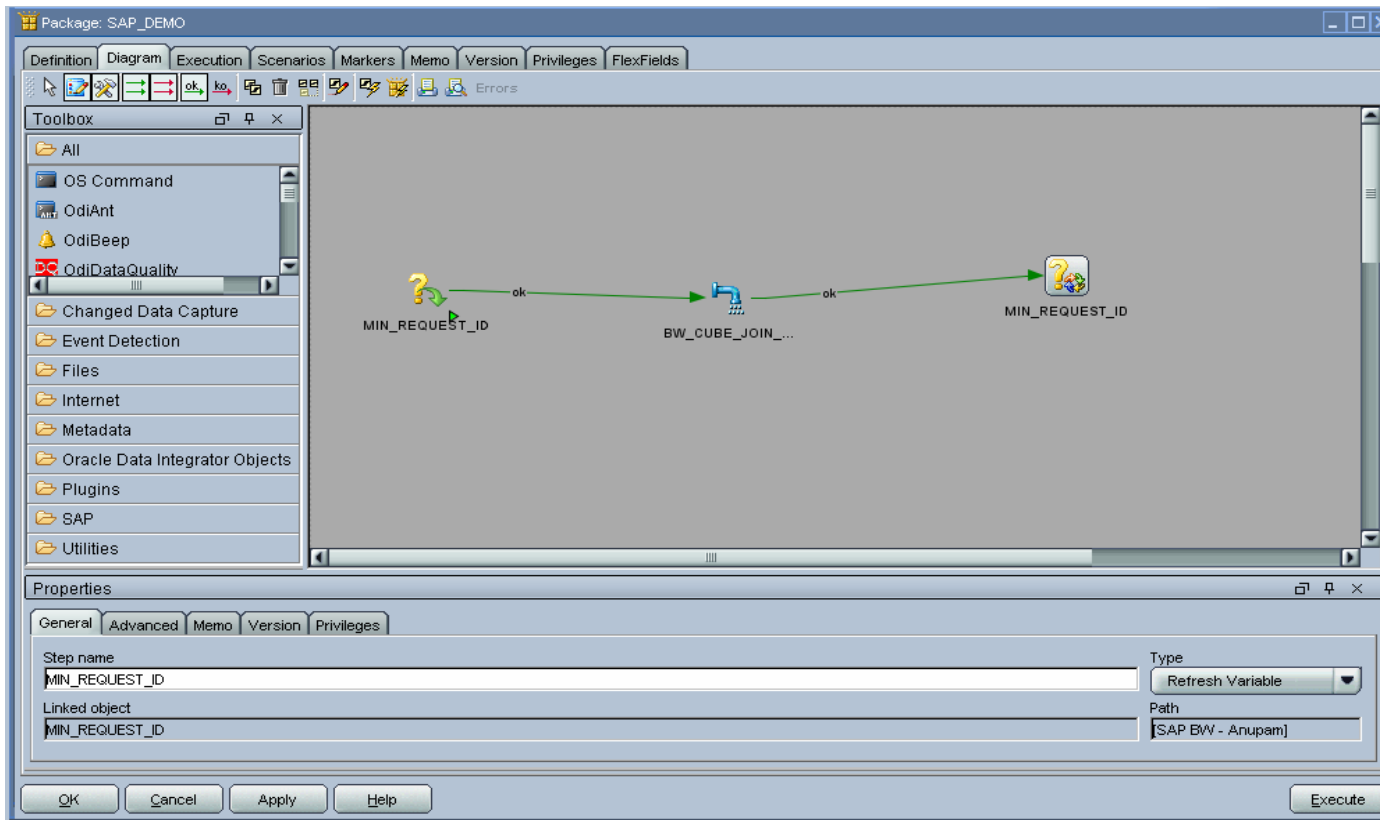 Package: SAP_DEMO
Definition Diagram Execution Scenarios Markers Memo Version Privileges FlexFields
ok ko Errors
Toolbox
All
OS Command
OdiAnt
OdiBeep
OdiDataQuality
Changed Data Capture
Event Detection
Files
Internet
Metadata
Oracle Data Integrator Objects
Plugins
SAP
Utilities
ok
ok
MIN_REQUEST_ID
BW_CUBE_JOIN_...
MIN_REQUEST_ID
Properties
General Advanced Memo Version Privileges
Step name
Type
MIN_REQUEST_ID
Refresh Variable
Linked object
Path
MIN_REQUEST_ID
[SAP BW - Anupam]
OK Cancel Apply Help Execute